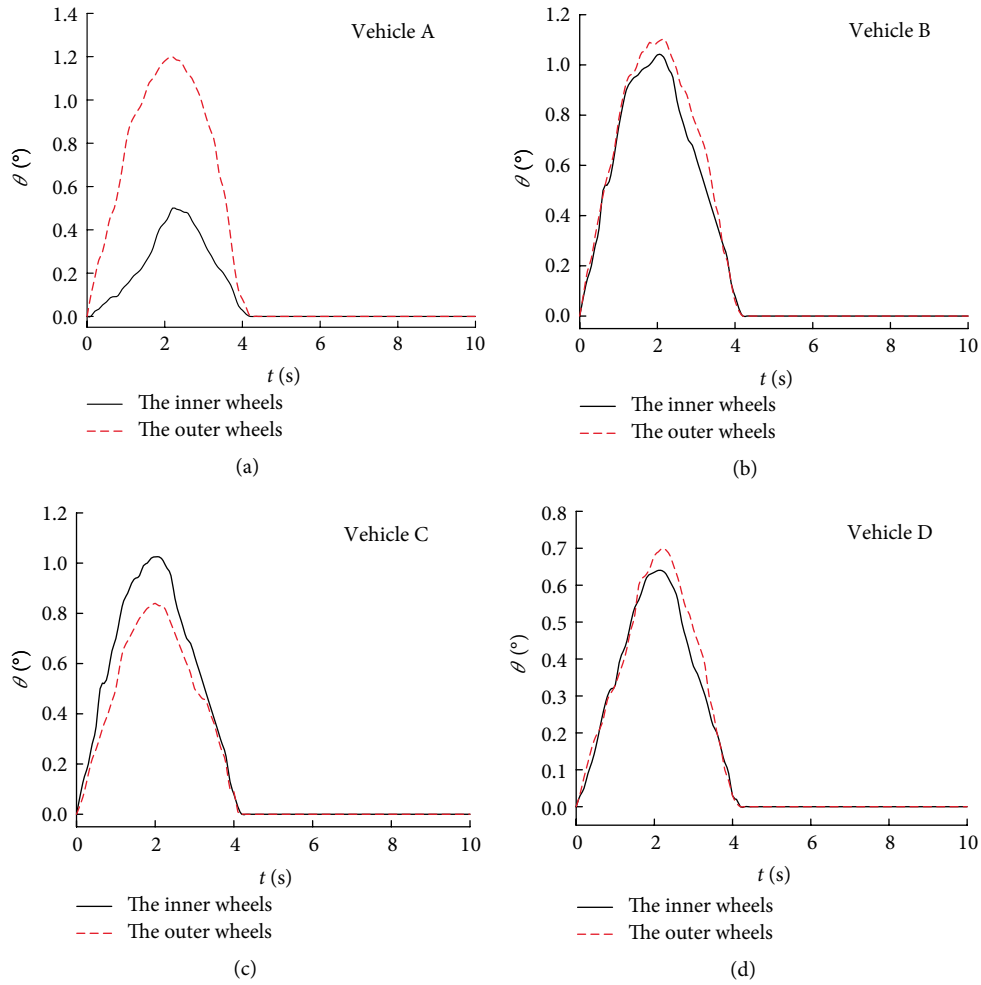 1.4
1.2
1.0
0.8
0.6
0.4
0.2
0.0
θ (°)
Vehicle A
0 2 4 6 8 10
t (s)
The inner wheels
The outer wheels
(a)
1.2
1.0
0.8
0.6
0.4
0.2
0.0
θ (°)
Vehicle B
0 2 4 6 8 10
t (s)
The inner wheels
The outer wheels
(b)
1.2
1.0
0.8
0.6
0.4
0.2
0.0
θ (°)
Vehicle C
0 2 4 6 8 10
t (s)
The inner wheels
The outer wheels
(c)
0.8
0.7
0.6
0.5
0.4
0.3
0.2
0.1
0.0
θ (°)
Vehicle D
0 2 4 6 8 10
t (s)
The inner wheels
The outer wheels
(d)